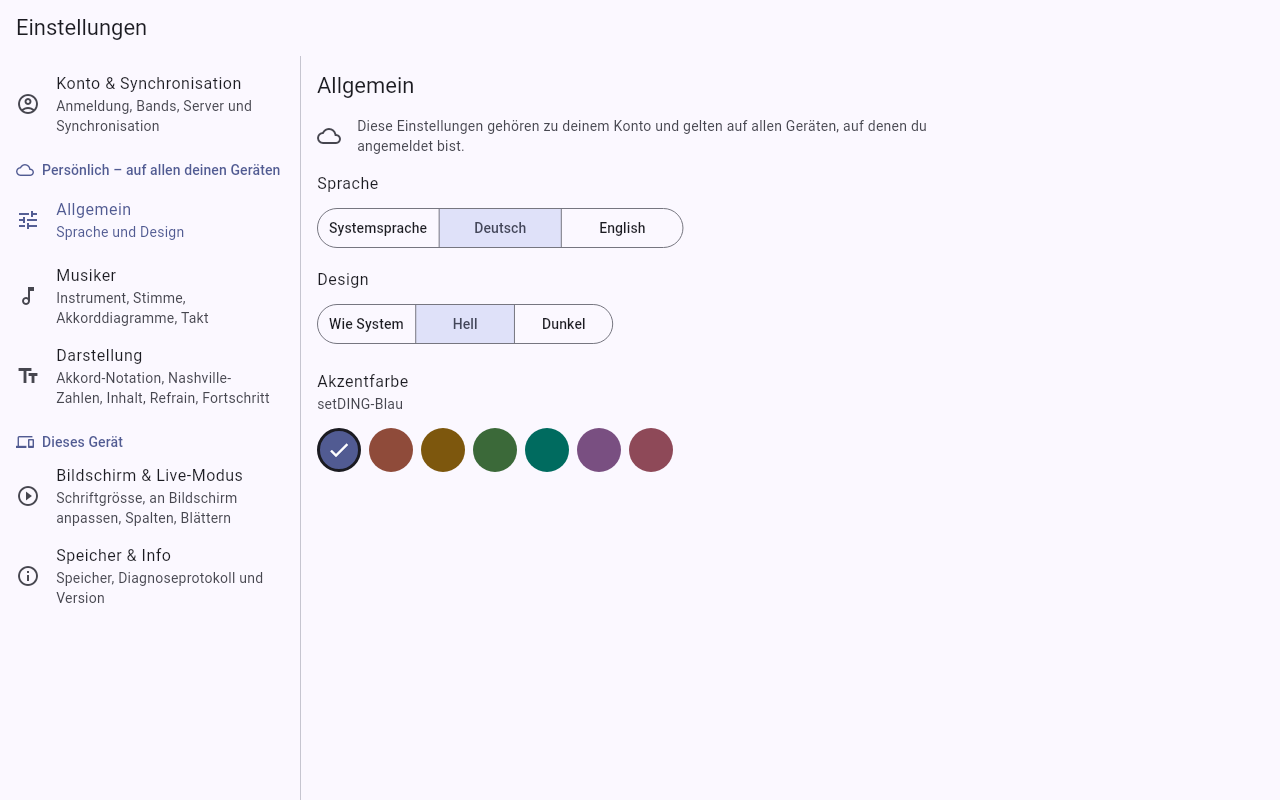 Einstellungen
Konto & Synchronisation
Anmeldung, Bands, Server und
Synchronisation
Persönlich – auf allen deinen Geräten
Allgemein
Sprache und Design
Musiker
Instrument, Stimme,
Akkorddiagramme, Takt
Darstellung
Akkord-Notation, Nashville-
Zahlen, Inhalt, Refrain, Fortschritt
Dieses Gerät
Bildschirm & Live-Modus
Schriftgrösse, an Bildschirm
anpassen, Spalten, Blättern
Speicher & Info
Speicher, Diagnoseprotokoll und
Version
Allgemein
Diese Einstellungen gehören zu deinem Konto und gelten auf allen Geräten, auf denen du
angemeldet bist.
Sprache
Systemsprache Deutsch English
Design
Wie System Hell Dunkel
Akzentfarbe
setDING-Blau